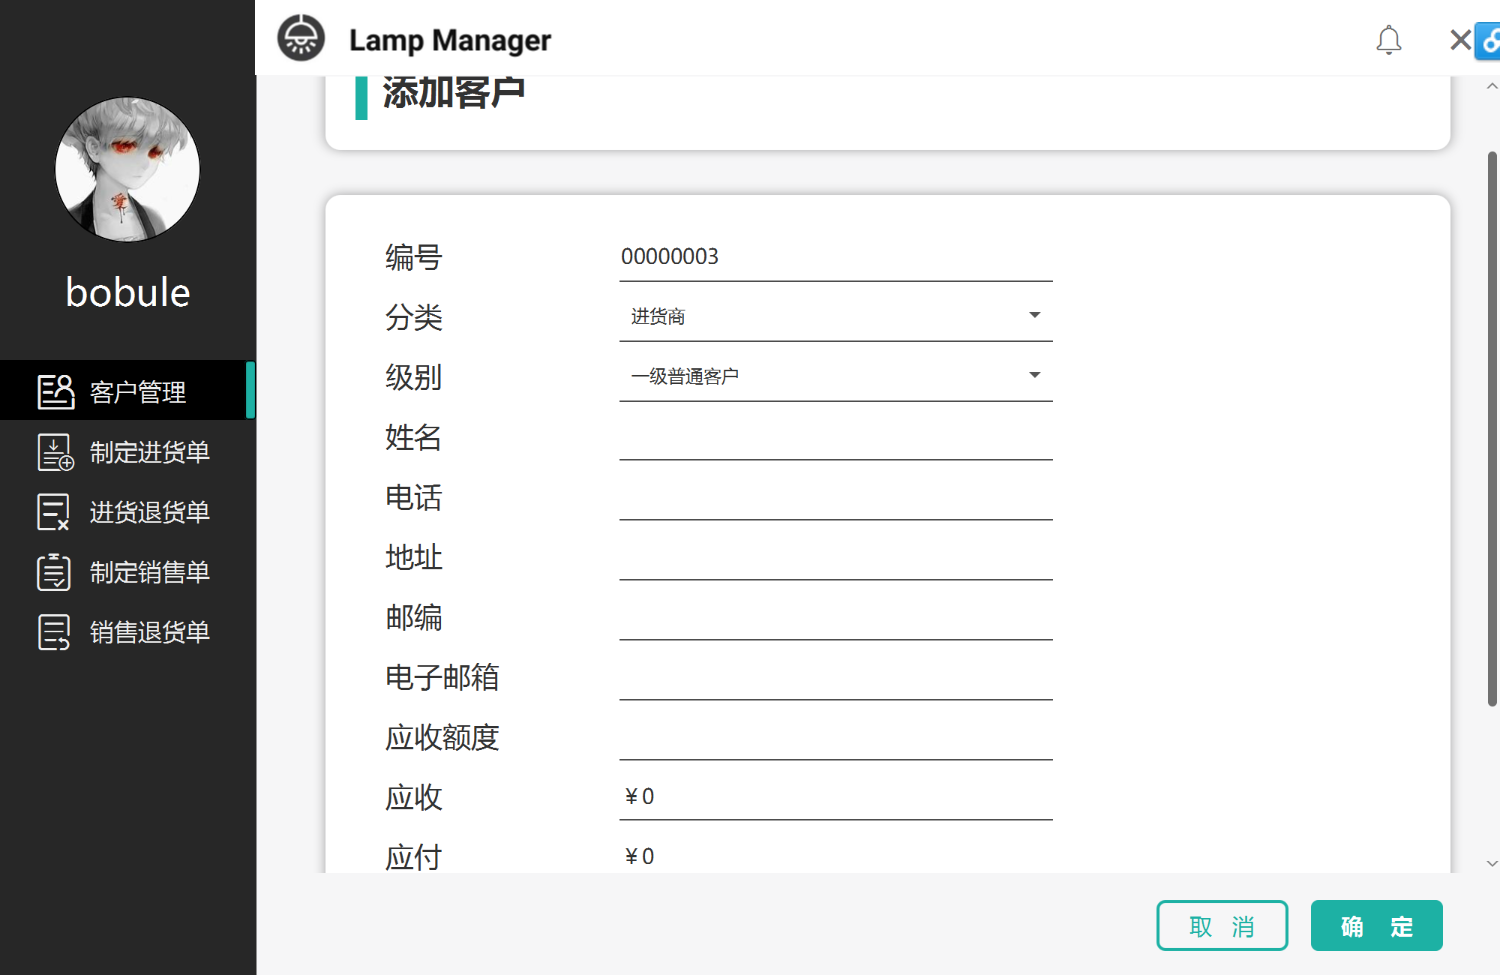 Lamp Manager
bobule
客户管理
制定进货单
进货退货单
制定销售单
销售退货单
添加客户
编号 00000003
分类 进货商
级别 一级普通客户
姓名
电话
地址
邮编
电子邮箱
应收额度
应收 ¥0
应付 ¥0
取 消 确 定